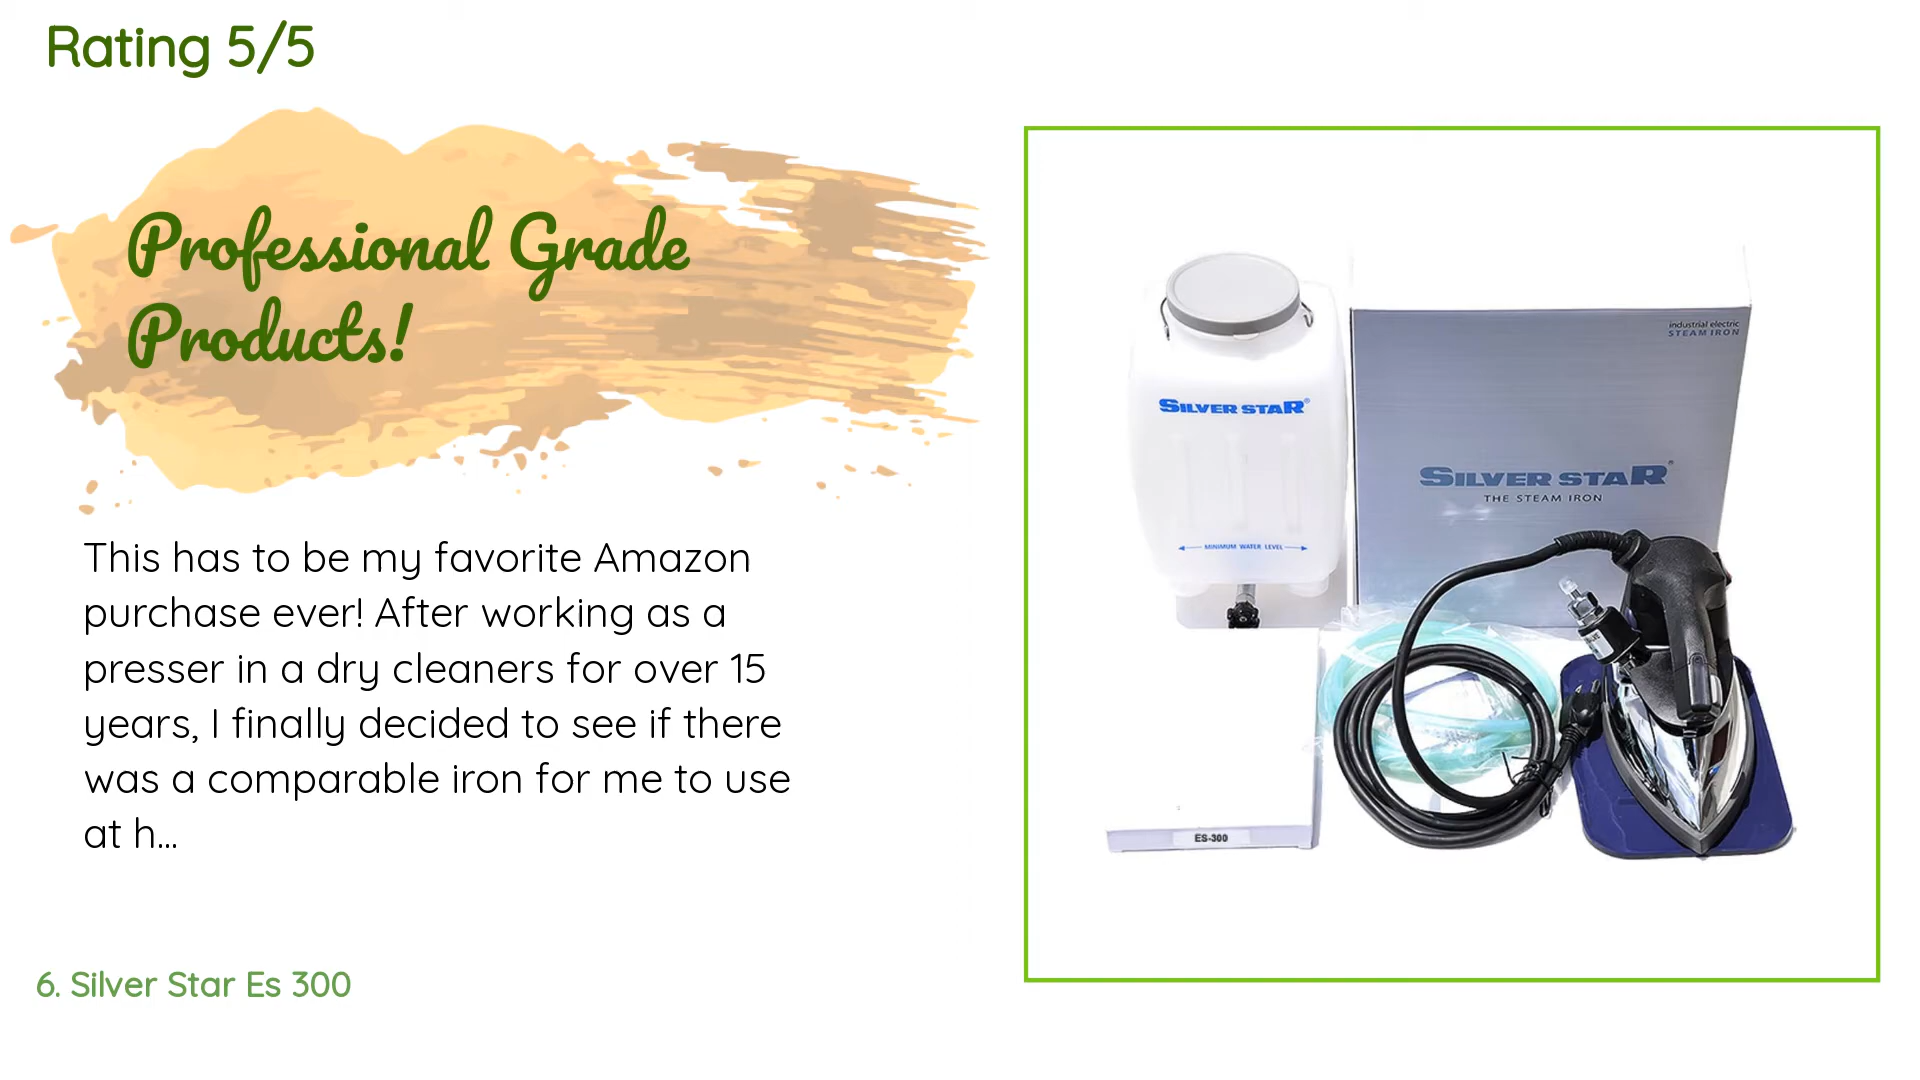 Rating 5/5
Professional Grade
Products!
This has to be my favorite Amazon
purchase ever! After working as a
presser in a dry cleaners for over 15
years, I finally decided to see if there
was a comparable iron for me to use
at h...
6. Silver Star Es 300
industrial electric
STEAM IRON
SILVER STAR®
MINIMUM WATER LEVEL
SILVER STAR®
THE STEAM IRON
ES-300